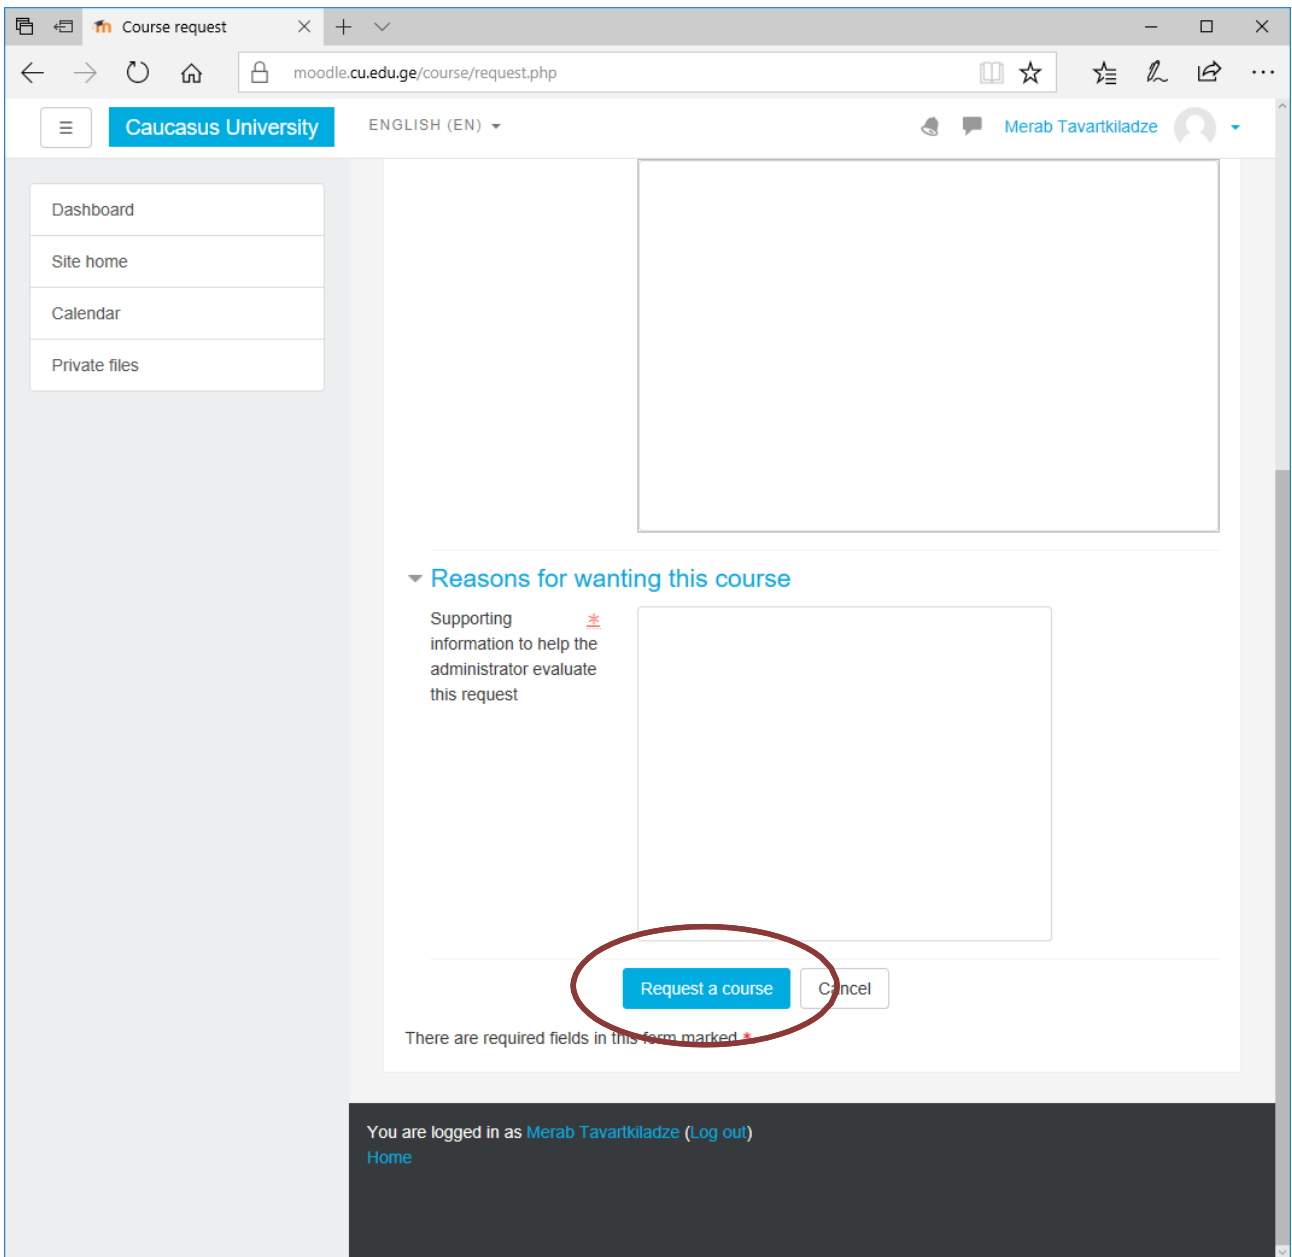 Course request
moodle.cu.edu.ge/course/request.php
Caucasus University
ENGLISH (EN)
Merab Tavartkiladze
Dashboard
Site home
Calendar
Private files
Reasons for wanting this course
Supporting *
information to help the
administrator evaluate
this request
Request a course
Cancel
There are required fields in this form marked *
You are logged in as Merab Tavartkiladze (Log out)
Home